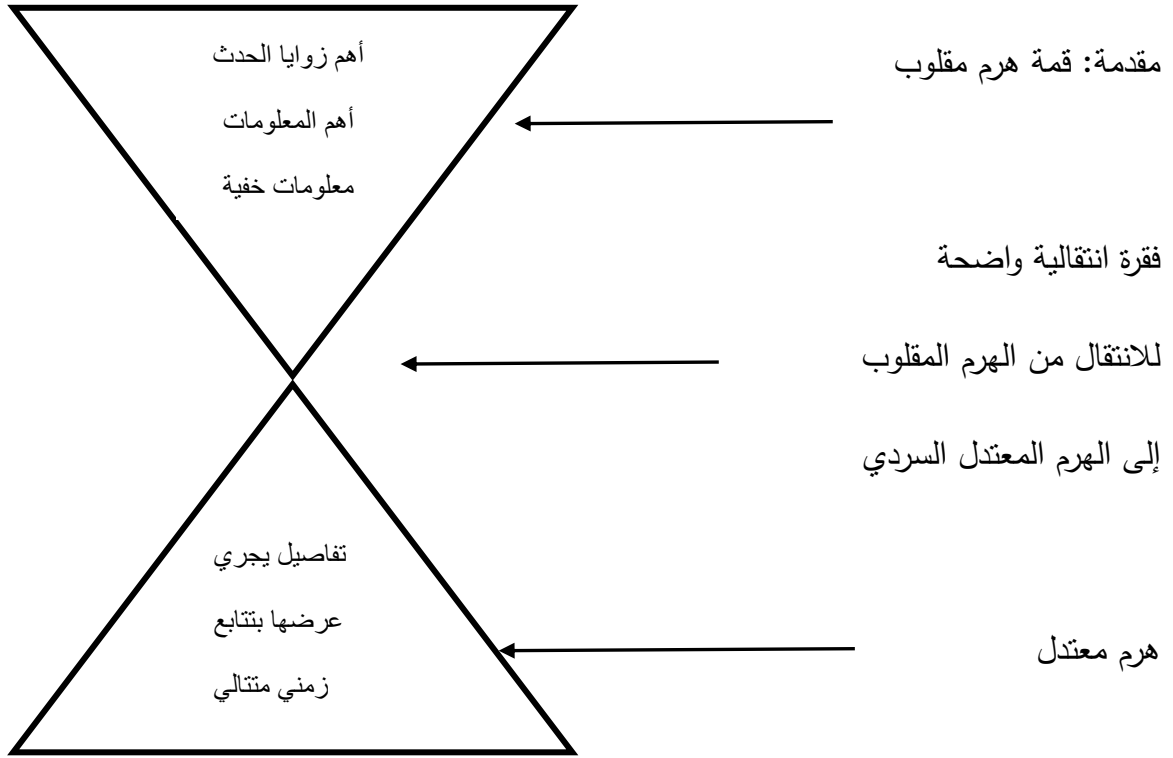 مقدمة: قمة هرم مقلوب
أهم زوايا الحدث
أهم المعلومات
معلومات خفية
فقرة انتقالية واضحة
للانتقال من الهرم المقلوب
إلى الهرم المعتدل السردي
تفاصيل يجري
عرضها بتتابع
زمني متتالي
هرم معتدل